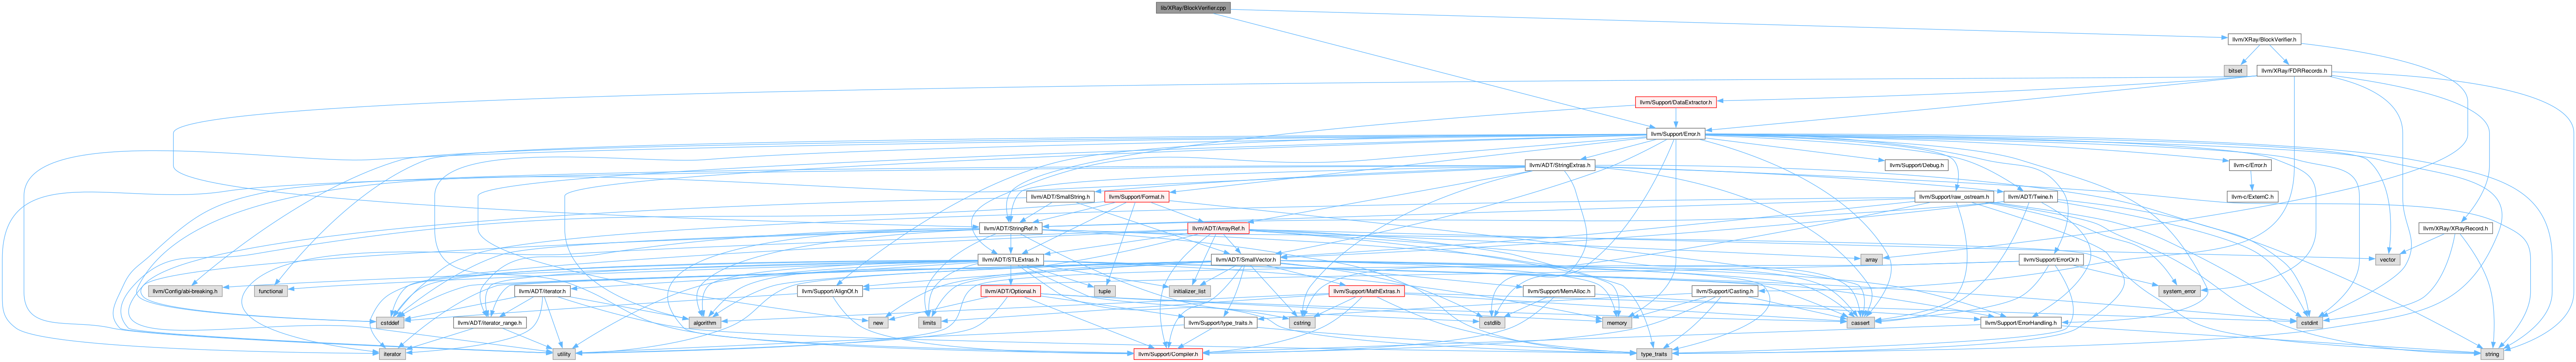 lib/XRay/BlockVerifier.cpp
llvm/XRay/BlockVerifier.h
bitset
llvm/XRay/FDRRecords.h
llvm/Support/DataExtractor.h
llvm/Support/Error.h
llvm/ADT/StringExtras.h
llvm/Support/Debug.h
llvm-c/Error.h
llvm/ADT/SmallString.h
llvm/Support/Format.h
llvm/Support/raw_ostream.h
llvm/ADT/Twine.h
llvm-c/ExternC.h
llvm/ADT/StringRef.h
llvm/ADT/ArrayRef.h
llvm/XRay/XRayRecord.h
llvm/ADT/STLExtras.h
llvm/ADT/SmallVector.h
array
llvm/Support/ErrorOr.h
vector
llvm/Config/abi-breaking.h
functional
llvm/ADT/iterator.h
llvm/Support/AlignOf.h
llvm/ADT/Optional.h
tuple
initializer_list
llvm/Support/MathExtras.h
llvm/Support/MemAlloc.h
llvm/Support/Casting.h
system_error
cstddef
llvm/ADT/iterator_range.h
algorithm
new
limits
llvm/Support/type_traits.h
cstring
cstdlib
memory
cassert
llvm/Support/ErrorHandling.h
cstdint
iterator
utility
llvm/Support/Compiler.h
type_traits
string